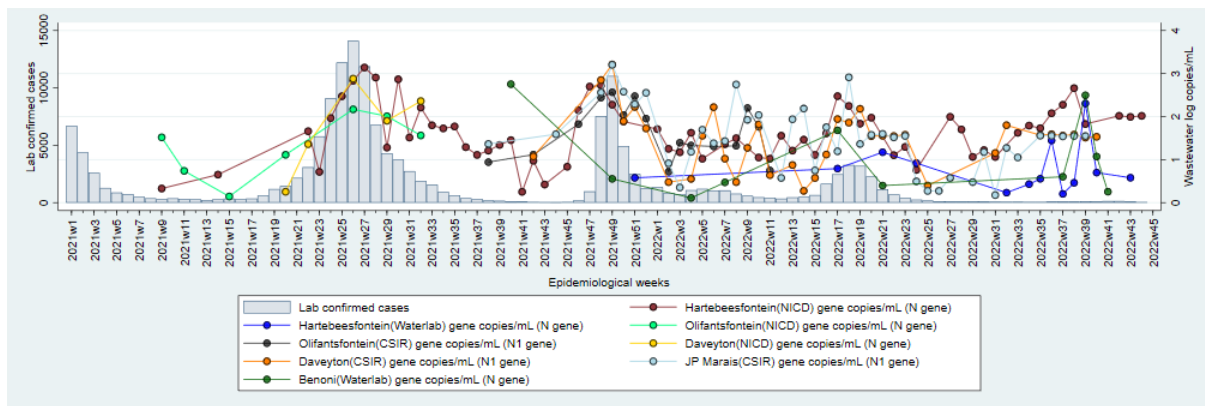 15000
10000
5000
0
Lab confirmed cases
4
3
2
1
0
Wastewater log copies/mL
2021w1
2021w3
2021w5
2021w7
2021w9
2021w11
2021w13
2021w15
2021w17
2021w19
2021w21
2021w23
2021w25
2021w27
2021w29
2021w31
2021w33
2021w35
2021w37
2021w39
2021w41
2021w43
2021w45
2021w47
2021w49
2021w51
2022w1
2022w3
2022w5
2022w7
2022w9
2022w11
2022w13
2022w15
2022w17
2022w19
2022w21
2022w23
2022w25
2022w27
2022w29
2022w31
2022w33
2022w35
2022w37
2022w39
2022w41
2022w43
2022w45
Epidemiological weeks
Lab confirmed cases
Hartebeesfontein(NICD) gene copies/mL (N gene)
Hartebeesfontein(Waterlab) gene copies/mL (N gene)
Olifantsfontein(NICD) gene copies/mL (N gene)
Olifantsfontein(CSIR) gene copies/mL (N1 gene)
Daveyton(NICD) gene copies/mL (N gene)
Daveyton(CSIR) gene copies/mL (N1 gene)
JP Marais(CSIR) gene copies/mL (N1 gene)
Benoni(Waterlab) gene copies/mL (N gene)